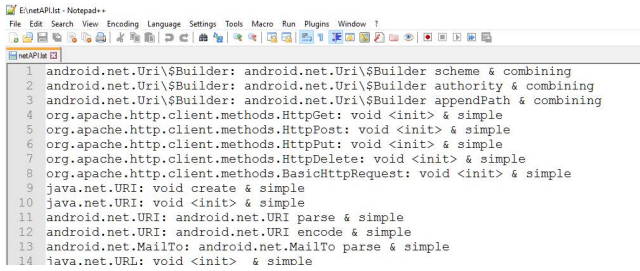 E:\netAPI.lst - Notepad++
File Edit Search View Encoding Language Settings Tools Macro Run Plugins Window ?
netAPI.lst
1 android.net.Uri\$Builder: android.net.Uri\$Builder scheme & combining
2 android.net.Uri\$Builder: android.net.Uri\$Builder authority & combining
3 android.net.Uri\$Builder: android.net.Uri\$Builder appendPath & combining
4 org.apache.http.client.methods.HttpGet: void <init> & simple
5 org.apache.http.client.methods.HttpPost: void <init> & simple
6 org.apache.http.client.methods.HttpPut: void <init> & simple
7 org.apache.http.client.methods.HttpDelete: void <init> & simple
8 org.apache.http.client.methods.BasicHttpRequest: void <init> & simple
9 java.net.URI: void create & simple
10 java.net.URI: void <init> & simple
11 android.net.URI: android.net.URI parse & simple
12 android.net.URI: android.net.URI encode & simple
13 android.net.MailTo: android.net.MailTo parse & simple
14 java.net.URL: void <init>  & simple